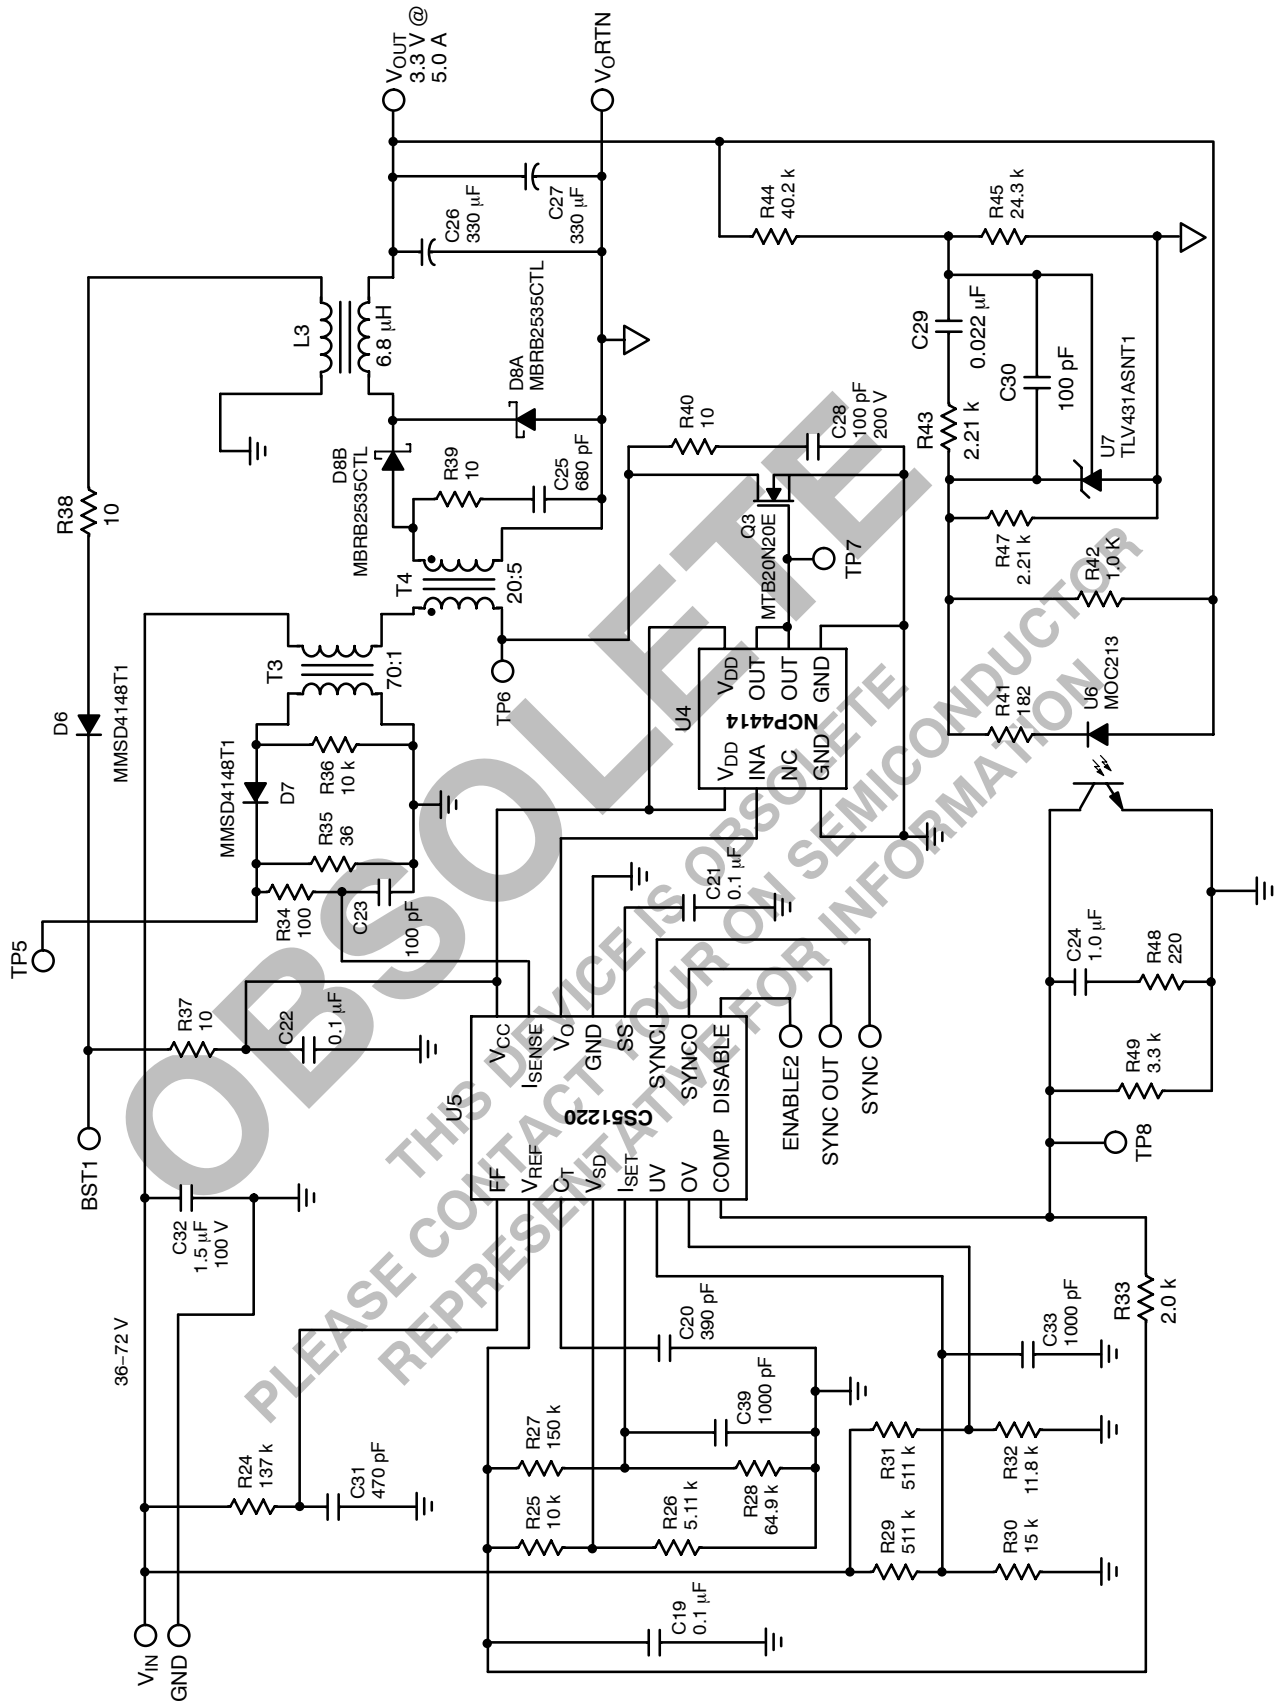 TP5
BST1
R37
10
C22
0.1 µF
D6
MMSD4148T1
R38
10
L3
6.8 µH
VOUT
3.3 V @
5.0 A
VORTN
C26
330 µF
C27
330 µF
D8A
MBRB2535CTL
D8B
MBRB2535CTL
R39
10
C25
680 pF
T4
20:5
T3
70:1
TP6
MMSD4148T1
D7
R36
10 k
R35
36
R34
100
C23
100 pF
36–72 V
C32
1.5 µF
100 V
VIN
GND
R24
137 k
C31
470 pF
R25
10 k
R27
150 k
R26
5.11 k
R28
64.9 k
C39
1000 pF
C20
390 pF
C19
0.1 µF
R29
511 k
R31
511 k
R30
15 k
R32
11.8 k
C33
1000 pF
R33
2.0 k
U5
CS51220
FF
VREF
CT
VSD
ISET
UV
OV
COMP
VCC
ISENSE
VO
GND
SS
SYNCI
SYNCO
DISABLE
ENABLE2
SYNC OUT
SYNC
C21
0.1 µF
U4
NCP4414
VDD
INA
NC
GND
VDD
OUT
OUT
GND
Q3
MTB20N20E
TP7
R40
10
C28
100 pF
200 V
R44
40.2 k
R45
24.3 k
C29
0.022 µF
C30
100 pF
R43
2.21 k
U7
TLV431ASNT1
R47
2.21 k
R42
1.0 K
R41
182
U6
MOC213
C24
1.0 µF
R48
220
R49
3.3 k
TP8
OBSOLETE
THIS DEVICE IS OBSOLETE
PLEASE CONTACT YOUR ON SEMICONDUCTOR
REPRESENTATIVE FOR INFORMATION